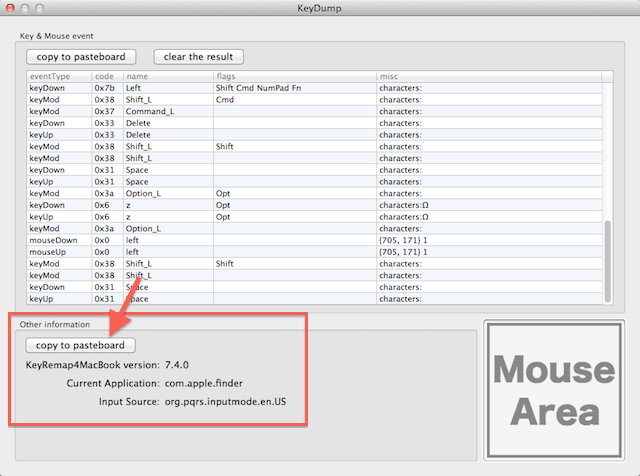 KeyDump
Key & Mouse event
copy to pasteboard clear the result
eventType code name flags misc
keyDown 0x7b Left Shift Cmd NumPad Fn characters:
keyMod 0x38 Shift_L Cmd characters:
keyMod 0x37 Command_L characters:
keyDown 0x33 Delete characters:
keyUp 0x33 Delete characters:
keyMod 0x38 Shift_L Shift characters:
keyMod 0x38 Shift_L characters:
keyDown 0x31 Space characters:
keyUp 0x31 Space characters:
keyMod 0x3a Option_L Opt characters:
keyDown 0x6 z Opt characters:Ω
keyUp 0x6 z Opt characters:Ω
keyMod 0x3a Option_L characters:
mouseDown 0x0 left {705, 171} 1
mouseUp 0x0 left {705, 171} 1
keyMod 0x38 Shift_L Shift characters:
keyMod 0x38 Shift_L characters:
keyDown 0x31 Space characters:
keyUp 0x31 Space characters:
Other information
copy to pasteboard
KeyRemap4MacBook version: 7.4.0
Current Application: com.apple.finder
Input Source: org.pqrs.inputmode.en.US
Mouse
Area